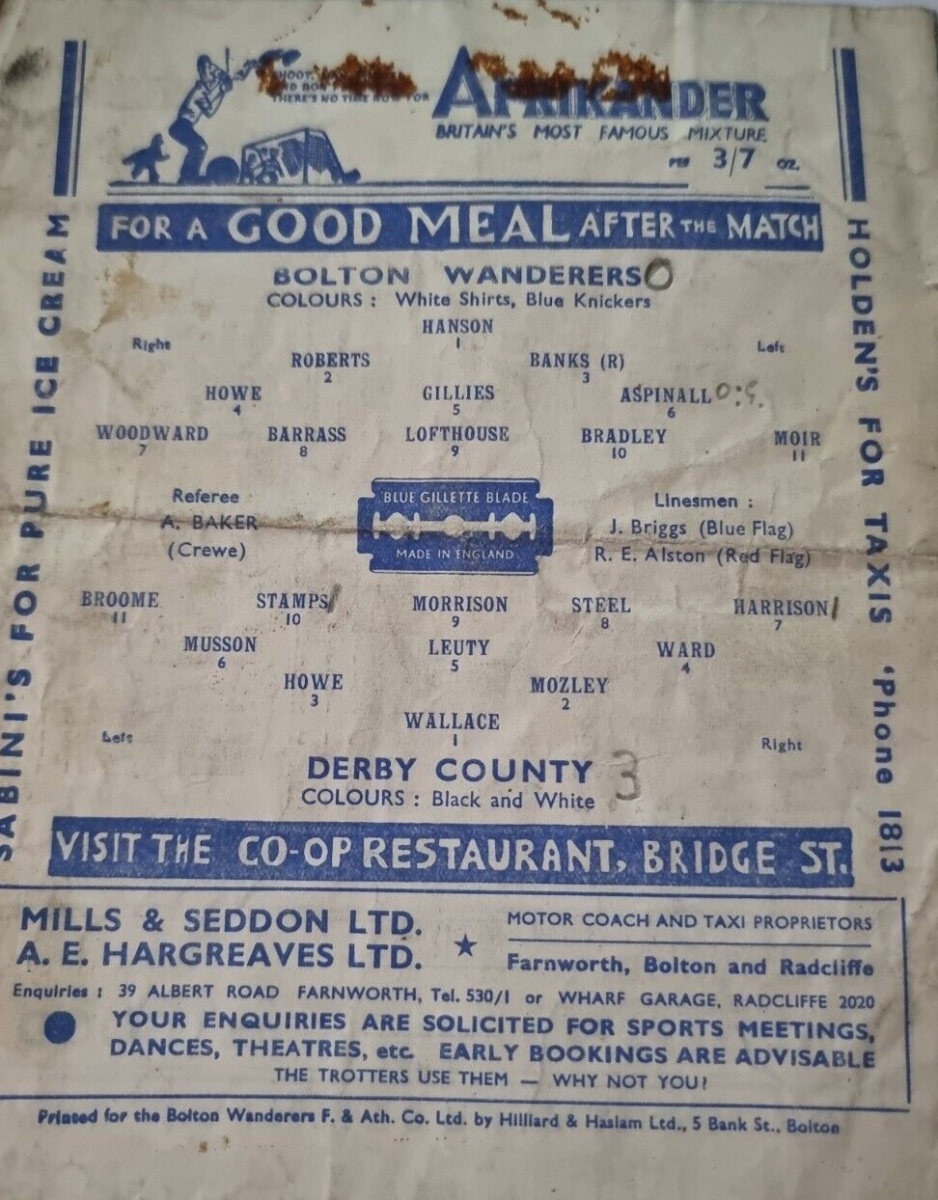 THERE'S NO TIME NOW FOR
AFRIKANDER
BRITAIN'S MOST FAMOUS MIXTURE
PER 3/7 OZ.
FOR A GOOD MEAL AFTER THE MATCH
SABINI'S FOR PURE ICE CREAM
HOLDEN'S FOR TAXIS 'Phone 1813
BOLTON WANDERERS 0
COLOURS : White Shirts, Blue Knickers
HANSON
1
Right Left
ROBERTS BANKS (R)
2 3
HOWE GILLIES ASPINALL O:G.
4 5 6
WOODWARD BARRASS LOFTHOUSE BRADLEY MOIR
7 8 9 10 11
Referee
A. BAKER
(Crewe)
BLUE GILLETTE BLADE
MADE IN ENGLAND
Linesmen :
J. Briggs (Blue Flag)
R. E. Alston (Red Flag)
BROOME STAMPS/ MORRISON STEEL HARRISON/
11 10 9 8 7
MUSSON LEUTY WARD
6 5 4
HOWE MOZLEY
3 2
WALLACE
1
Left Right
DERBY COUNTY 3
COLOURS : Black and White
VISIT THE CO-OP RESTAURANT, BRIDGE ST.
MILLS & SEDDON LTD.
A. E. HARGREAVES LTD.
MOTOR COACH AND TAXI PROPRIETORS
Farnworth, Bolton and Radcliffe
Enquiries : 39 ALBERT ROAD FARNWORTH, Tel. 530/1 or WHARF GARAGE, RADCLIFFE 2020
YOUR ENQUIRIES ARE SOLICITED FOR SPORTS MEETINGS,
DANCES, THEATRES, etc. EARLY BOOKINGS ARE ADVISABLE
THE TROTTERS USE THEM — WHY NOT YOU?
Printed for the Bolton Wanderers F. & Ath. Co. Ltd. by Hilliard & Haslam Ltd., 5 Bank St., Bolton